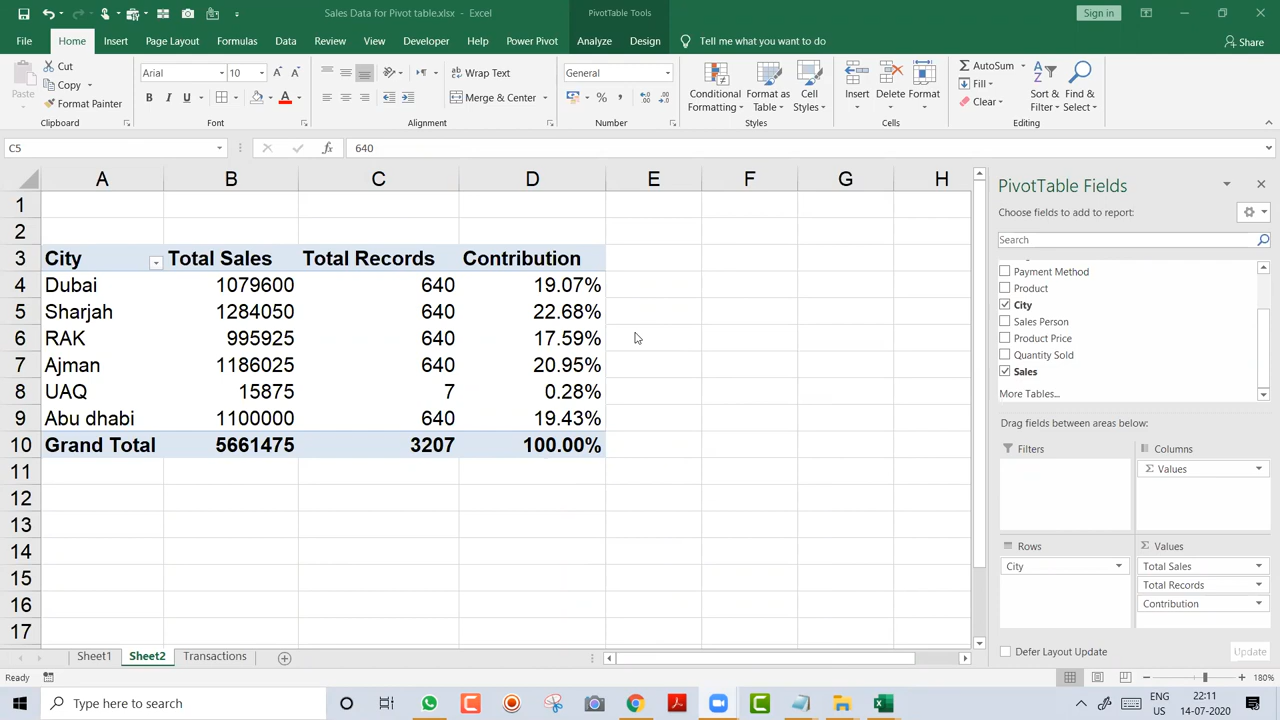 Sales Data for Pivot table.xlsx - Excel
PivotTable Tools
Sign in
File Home Insert Page Layout Formulas Data Review View Developer Help Power Pivot Analyze Design Tell me what you want to do Share
Paste
Cut
Copy
Format Painter
Clipboard
Arial 10
B I U A
Font
Wrap Text
Merge & Center
Alignment
General
%
Number
Conditional Formatting
Format as Table
Cell Styles
Styles
Insert
Delete
Format
Cells
AutoSum
Fill
Clear
Sort & Filter
Find & Select
Editing
C5 fx 640
A B C D E F G H
1
2
3 City Total Sales Total Records Contribution
4 Dubai 1079600 640 19.07%
5 Sharjah 1284050 640 22.68%
6 RAK 995925 640 17.59%
7 Ajman 1186025 640 20.95%
8 UAQ 15875 7 0.28%
9 Abu dhabi 1100000 640 19.43%
10 Grand Total 5661475 3207 100.00%
11
12
13
14
15
16
17
PivotTable Fields
Choose fields to add to report:
Search
Payment Method
Product
City
Sales Person
Product Price
Quantity Sold
Sales
More Tables...
Drag fields between areas below:
Filters
Columns
Σ Values
Rows
City
Σ Values
Total Sales
Total Records
Contribution
Defer Layout Update
Update
Sheet1 Sheet2 Transactions
Ready
180%
Type here to search
ENG
US
22:11
14-07-2020